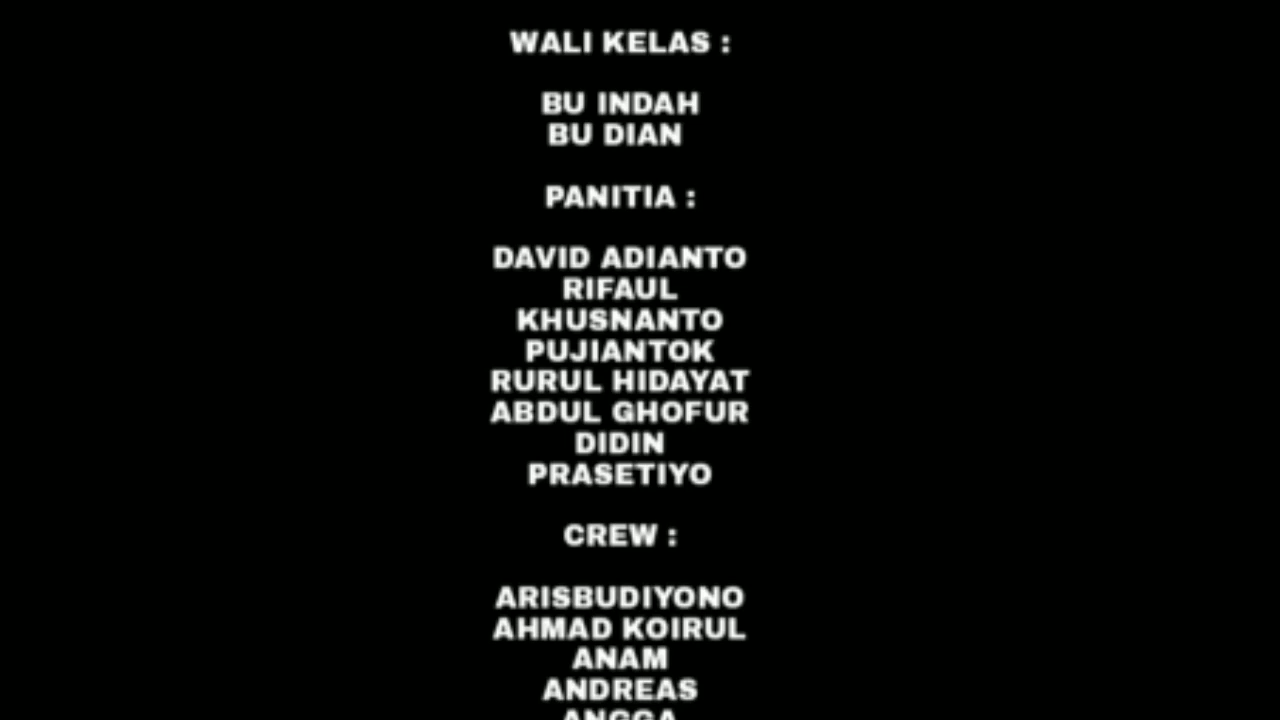 WALI KELAS :
BU INDAH
BU DIAN
PANITIA :
DAVID ADIANTO
RIFAUL
KHUSNANTO
PUJIANTOK
RURUL HIDAYAT
ABDUL GHOFUR
DIDIN
PRASETIYO
CREW :
ARISBUDIYONO
AHMAD KOIRUL
ANAM
ANDREAS
ANGGA